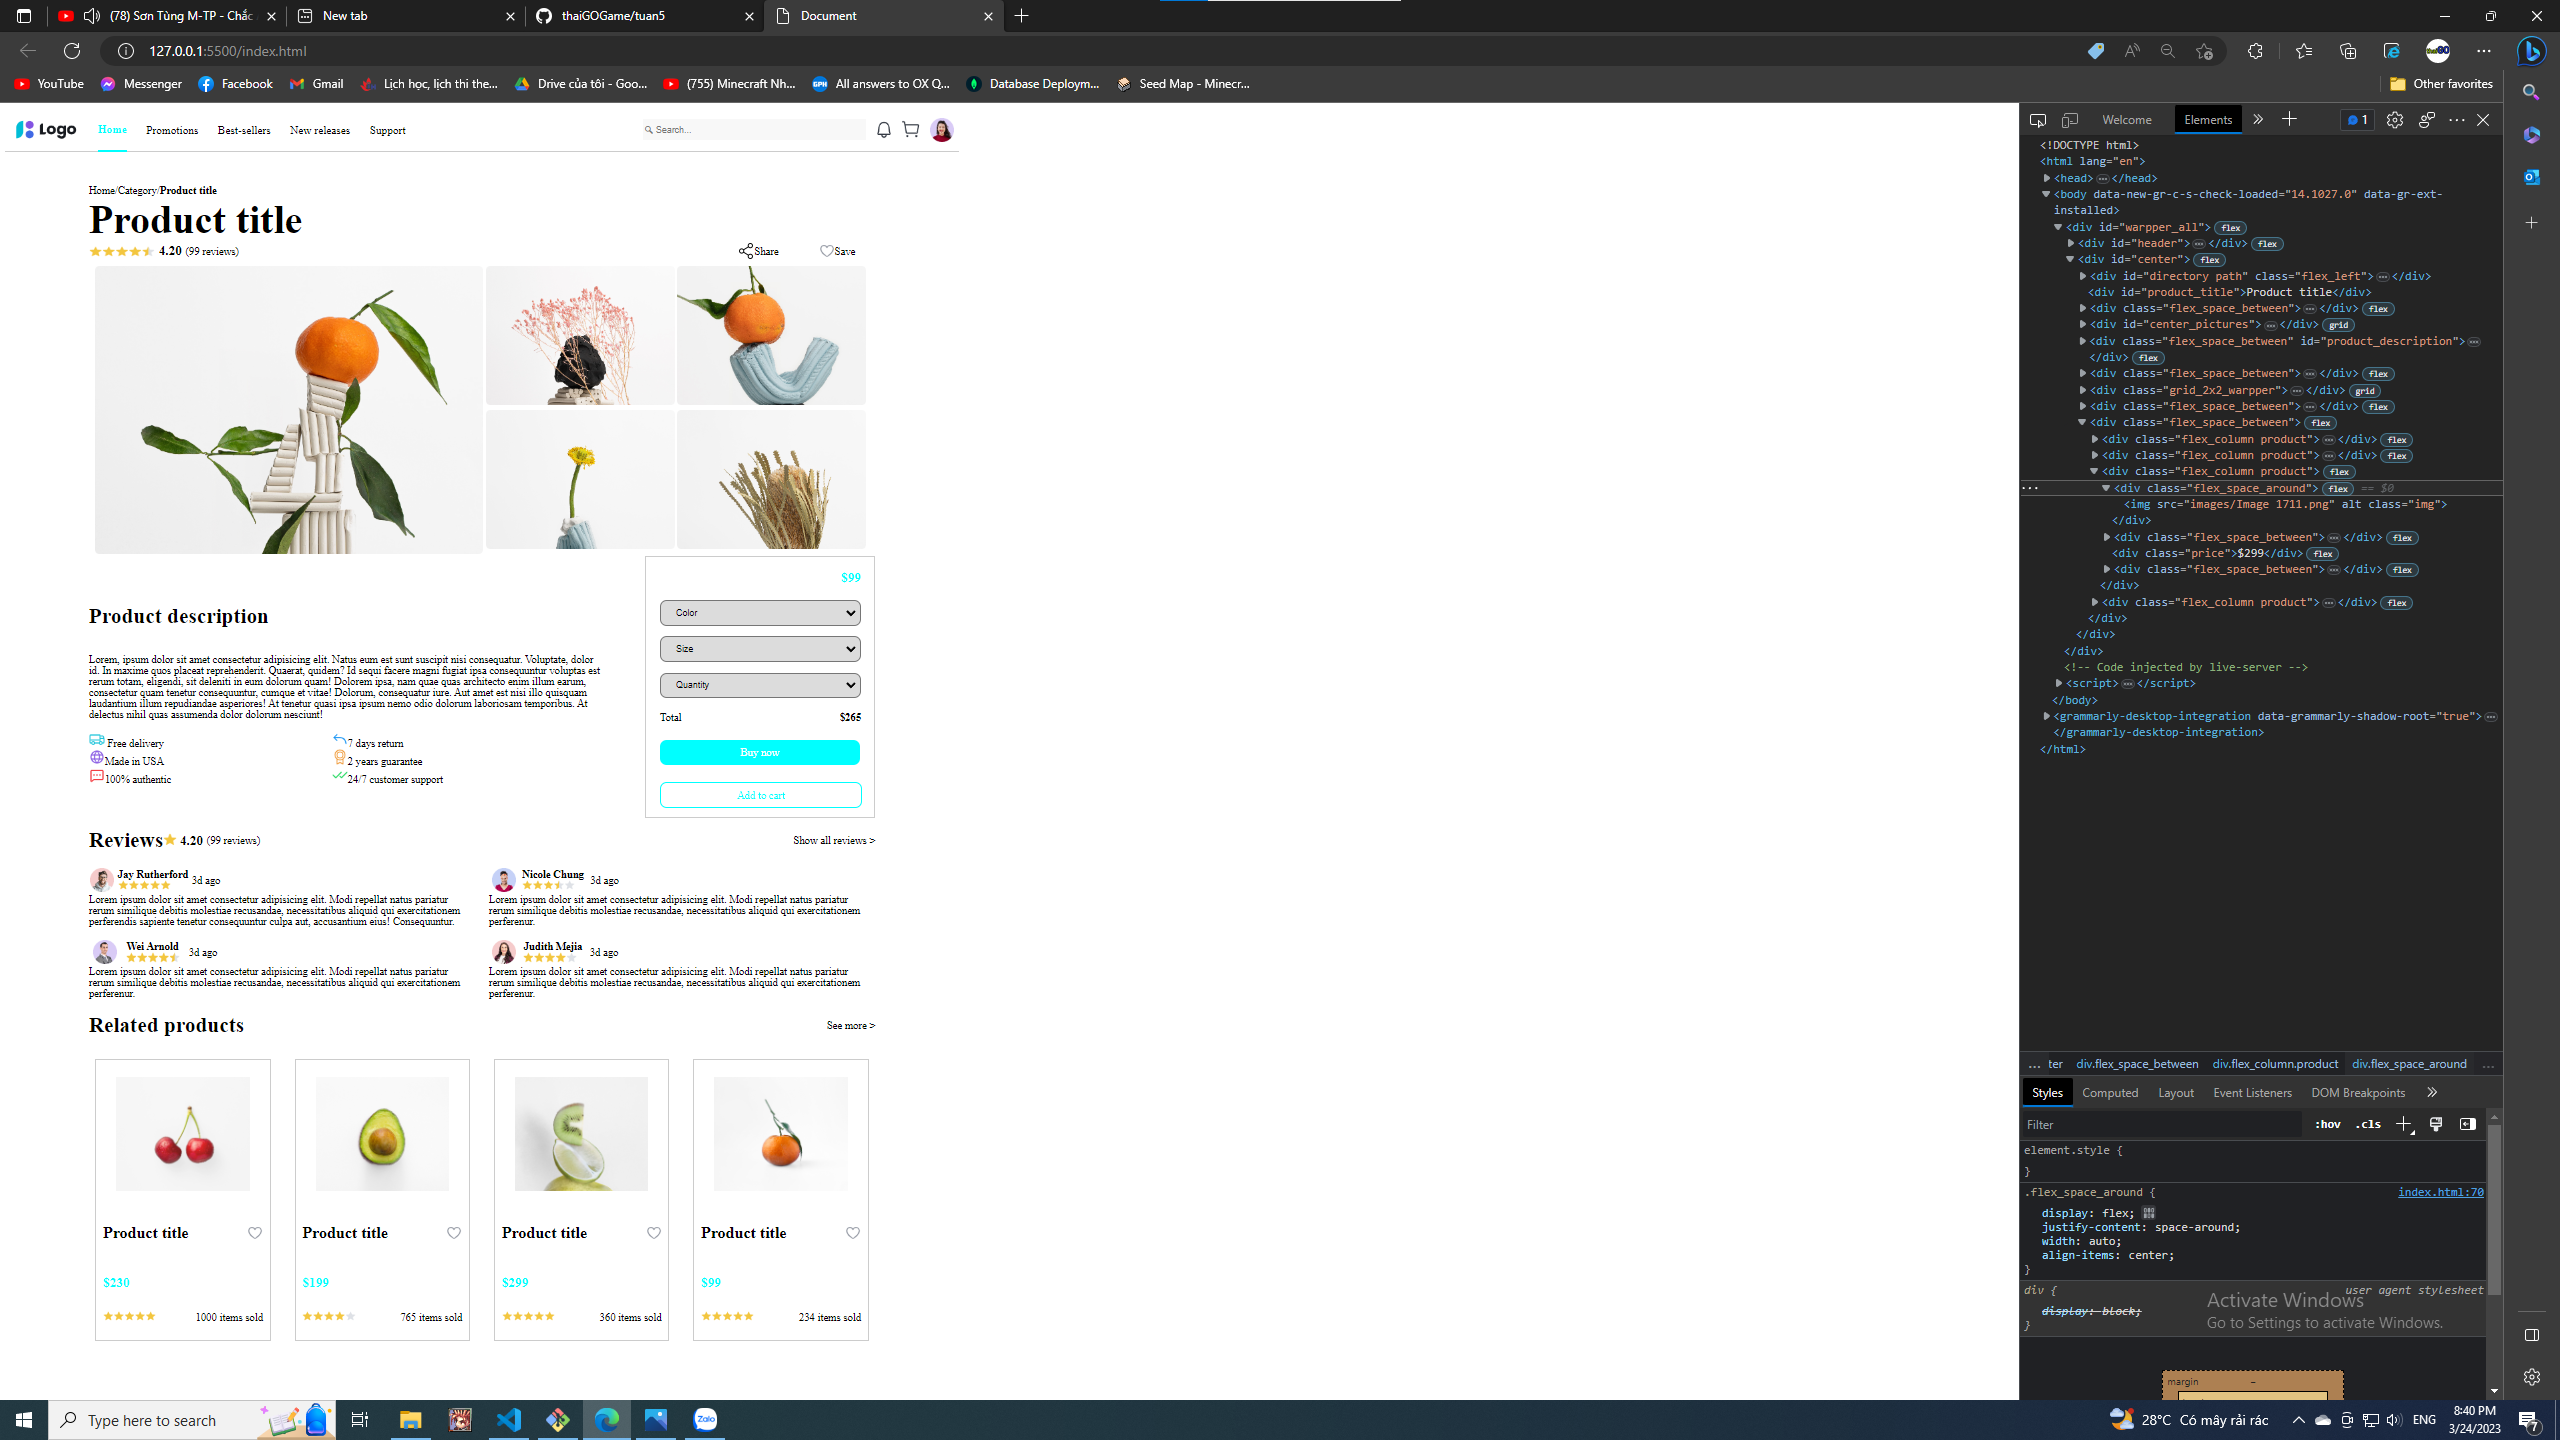 (78) Sơn Tùng M-TP - Chắc
New tab
thaiGOGame/tuan5
Document
127.0.0.1:5500/index.html
YouTube
Messenger
Facebook
Gmail
Lịch học, lịch thi the...
Drive của tôi - Goo...
(755) Minecraft Nh...
All answers to OX Q...
Database Deploym...
Seed Map - Minecr...
Other favorites
Logo
Home
Promotions
Best-sellers
New releases
Support
Search...
Home/Category/Product title
Product title
4.20 (99 reviews)
Share
Save
$99
Color
Size
Quantity
Total
$265
Buy now
Add to cart
Product description
Lorem, ipsum dolor sit amet consectetur adipisicing elit. Natus eum est sunt suscipit nisi consequatur. Voluptate, dolor
id. In maxime quos placeat reprehenderit. Quaerat, quidem? Id sequi facere magni fugiat ipsa consequuntur voluptas est
rerum totam, eligendi, sit deleniti in eum dolorum quam! Dolorem ipsa, nam quae quas architecto enim illum earum,
consectetur quam tenetur consequuntur, cumque et vitae! Dolorum, consequatur iure. Aut amet est nisi illo quisquam
laudantium illum repudiandae asperiores! At tenetur quasi ipsa ipsum nemo odio dolorum laboriosam temporibus. At
delectus nihil quas assumenda dolor dolorum nesciunt!
Free delivery
7 days return
Made in USA
2 years guarantee
100% authentic
24/7 customer support
Reviews 4.20 (99 reviews)
Show all reviews >
Jay Rutherford
3d ago
Lorem ipsum dolor sit amet consectetur adipisicing elit. Modi repellat natus pariatur
rerum similique debitis molestiae recusandae, necessitatibus aliquid qui exercitationem
perferendis sapiente tenetur consequuntur culpa aut, accusantium eius! Consequuntur.
Nicole Chung
3d ago
Lorem ipsum dolor sit amet consectetur adipisicing elit. Modi repellat natus pariatur
rerum similique debitis molestiae recusandae, necessitatibus aliquid qui exercitationem
perferenur.
Wei Arnold
3d ago
Lorem ipsum dolor sit amet consectetur adipisicing elit. Modi repellat natus pariatur
rerum similique debitis molestiae recusandae, necessitatibus aliquid qui exercitationem
perferenur.
Judith Mejia
3d ago
Lorem ipsum dolor sit amet consectetur adipisicing elit. Modi repellat natus pariatur
rerum similique debitis molestiae recusandae, necessitatibus aliquid qui exercitationem
perferenur.
Related products
See more >
Product title
$230
1000 items sold
Product title
$199
765 items sold
Product title
$299
360 items sold
Product title
$99
234 items sold
Welcome
Elements
1
<!DOCTYPE html>
<html lang="en">
<head> ⋯ </head>
<body data-new-gr-c-s-check-loaded="14.1027.0" data-gr-ext-
installed>
<div id="warpper_all"> flex
<div id="header"> ⋯ </div> flex
<div id="center"> flex
<div id="directory path" class="flex_left"> ⋯ </div>
<div id="product_title">Product title</div>
<div class="flex_space_between"> ⋯ </div> flex
<div id="center_pictures"> ⋯ </div> grid
<div class="flex_space_between" id="product_description"> ⋯
</div> flex
<div class="flex_space_between"> ⋯ </div> flex
<div class="grid_2x2_warpper"> ⋯ </div> grid
<div class="flex_space_between"> ⋯ </div> flex
<div class="flex_space_between"> flex
<div class="flex_column product"> ⋯ </div> flex
<div class="flex_column product"> ⋯ </div> flex
<div class="flex_column product"> flex
<div class="flex_space_around"> flex == $0
<img src="images/Image 1711.png" alt class="img">
</div>
<div class="flex_space_between"> ⋯ </div> flex
<div class="price">$299</div> flex
<div class="flex_space_between"> ⋯ </div> flex
</div>
<div class="flex_column product"> ⋯ </div> flex
</div>
</div>
</div>
<!-- Code injected by live-server -->
<script> ⋯ </script>
</body>
<grammarly-desktop-integration data-grammarly-shadow-root="true"> ⋯
</grammarly-desktop-integration>
</html>
... ter div.flex_space_between div.flex_column.product div.flex_space_around ...
Styles
Computed
Layout
Event Listeners
DOM Breakpoints
Filter
:hov
.cls
element.style {
}
.flex_space_around {
index.html:70
display: flex;
justify-content: space-around;
width: auto;
align-items: center;
}
div {
user agent stylesheet
display: block;
}
Activate Windows
Go to Settings to activate Windows.
margin
–
Type here to search
Zalo
28°C Có mây rải rác
ENG
8:40 PM
3/24/2023
7